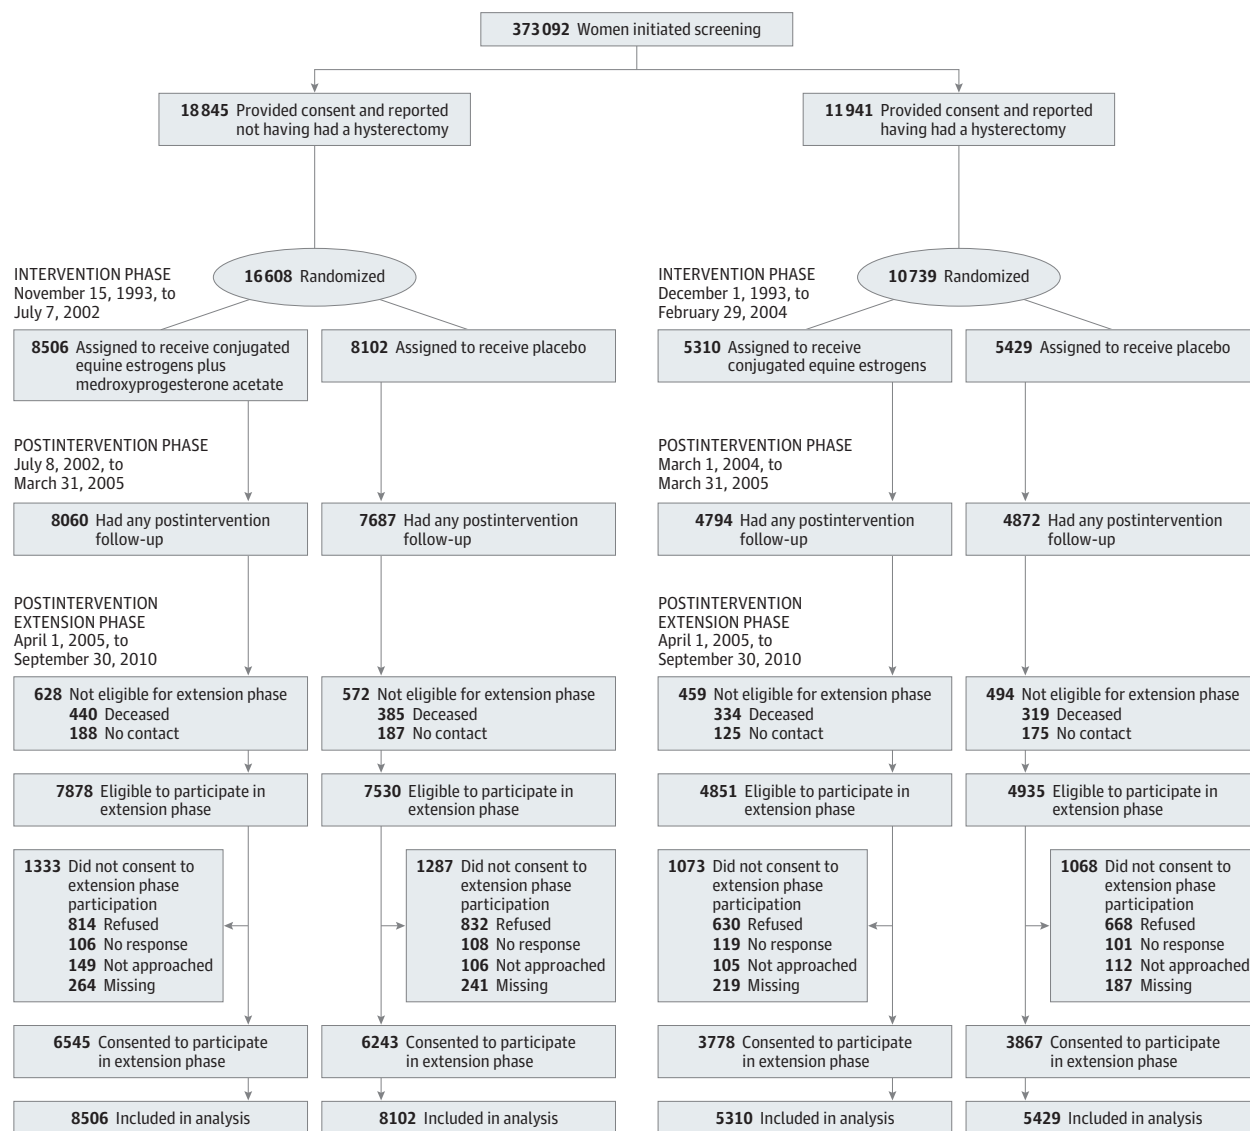 373092 Women initiated screening
18845 Provided consent and reported
not having had a hysterectomy
11941 Provided consent and reported
having had a hysterectomy
INTERVENTION PHASE
November 15, 1993, to
July 7, 2002
16608 Randomized
INTERVENTION PHASE
December 1, 1993, to
February 29, 2004
10739 Randomized
8506 Assigned to receive conjugated
equine estrogens plus
medroxyprogesterone acetate
8102 Assigned to receive placebo
5310 Assigned to receive
conjugated equine estrogens
5429 Assigned to receive placebo
POSTINTERVENTION PHASE
July 8, 2002, to
March 31, 2005
POSTINTERVENTION PHASE
March 1, 2004, to
March 31, 2005
8060 Had any postintervention
follow-up
7687 Had any postintervention
follow-up
4794 Had any postintervention
follow-up
4872 Had any postintervention
follow-up
POSTINTERVENTION
EXTENSION PHASE
April 1, 2005, to
September 30, 2010
POSTINTERVENTION
EXTENSION PHASE
April 1, 2005, to
September 30, 2010
628 Not eligible for extension phase
440 Deceased
188 No contact
572 Not eligible for extension phase
385 Deceased
187 No contact
459 Not eligible for extension phase
334 Deceased
125 No contact
494 Not eligible for extension phase
319 Deceased
175 No contact
7878 Eligible to participate in
extension phase
7530 Eligible to participate in
extension phase
4851 Eligible to participate in
extension phase
4935 Eligible to participate in
extension phase
1333 Did not consent to
extension phase
participation
814 Refused
106 No response
149 Not approached
264 Missing
1287 Did not consent to
extension phase
participation
832 Refused
108 No response
106 Not approached
241 Missing
1073 Did not consent to
extension phase
participation
630 Refused
119 No response
105 Not approached
219 Missing
1068 Did not consent to
extension phase
participation
668 Refused
101 No response
112 Not approached
187 Missing
6545 Consented to participate
in extension phase
6243 Consented to participate
in extension phase
3778 Consented to participate
in extension phase
3867 Consented to participate
in extension phase
8506 Included in analysis
8102 Included in analysis
5310 Included in analysis
5429 Included in analysis